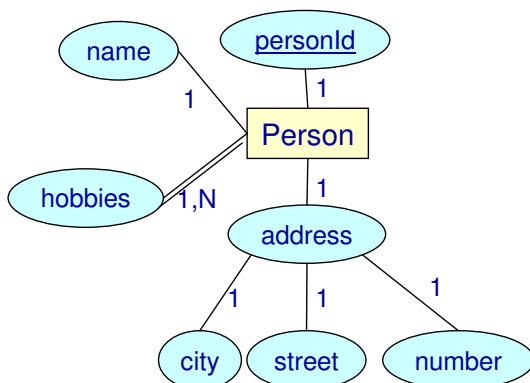 name
personId
1
1
Person
hobbies
1,N
1
address
1
1
1
city
street
number